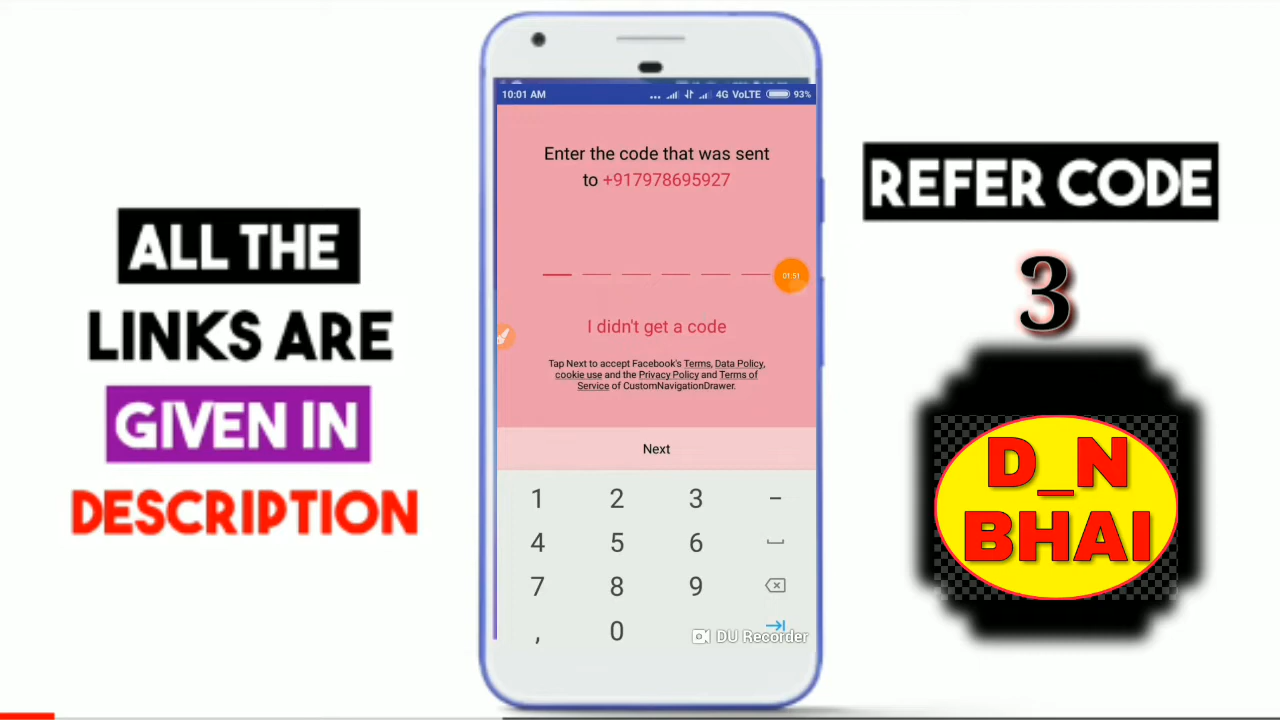 ALL THE
LINKS ARE
GIVEN IN
DESCRIPTION
10:01 AM
... 4G VoLTE 93%
Enter the code that was sent
to +917978695927
01:51
I didn't get a code
Tap Next to accept Facebook's Terms, Data Policy,
cookie use and the Privacy Policy and Terms of
Service of CustomNavigationDrawer.
Next
1 2 3 -
4 5 6
7 8 9
, 0
DU Recorder
REFER CODE
3
D_N
BHAI